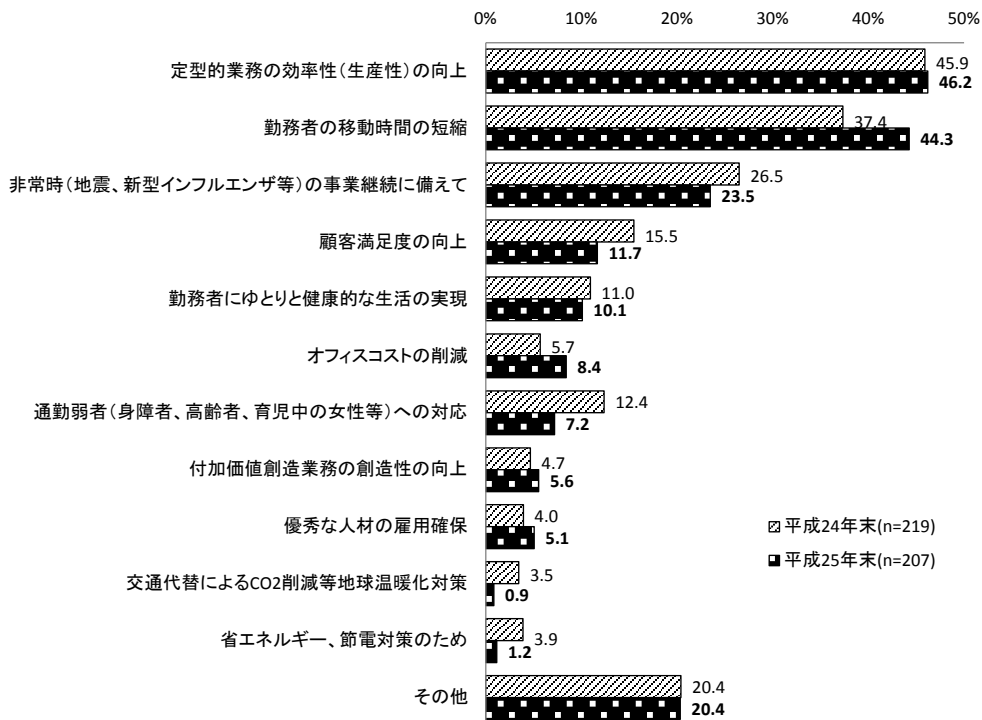 0% 10% 20% 30% 40% 50%
定型的業務の効率性(生産性)の向上
45.9
46.2
勤務者の移動時間の短縮
37.4
44.3
非常時(地震、新型インフルエンザ等)の事業継続に備えて
26.5
23.5
顧客満足度の向上
15.5
11.7
勤務者にゆとりと健康的な生活の実現
11.0
10.1
オフィスコストの削減
5.7
8.4
通勤弱者(身障者、高齢者、育児中の女性等)への対応
12.4
7.2
付加価値創造業務の創造性の向上
4.7
5.6
優秀な人材の雇用確保
4.0
5.1
交通代替によるCO2削減等地球温暖化対策
3.5
0.9
省エネルギー、節電対策のため
3.9
1.2
その他
20.4
20.4
平成24年末(n=219)
平成25年末(n=207)